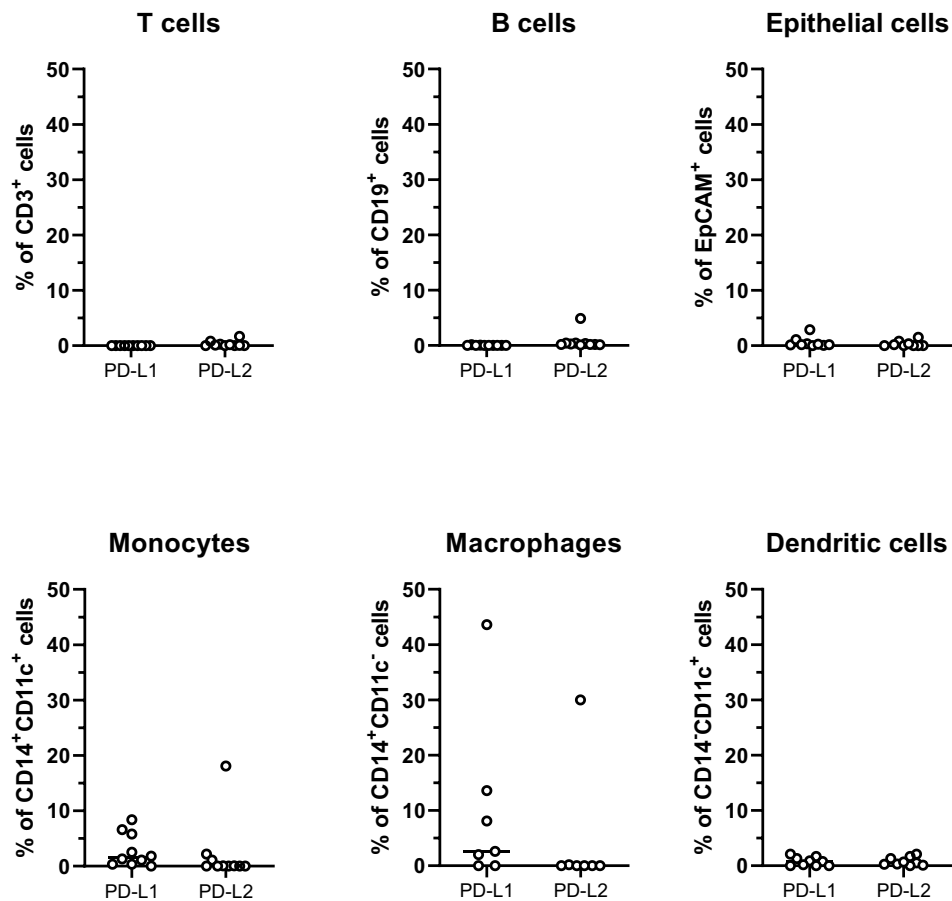 T cells
B cells
Epithelial cells
50
40
30
20
10
0
% of CD3⁺ cells
PD-L1
PD-L2
50
40
30
20
10
0
% of CD19⁺ cells
PD-L1
PD-L2
50
40
30
20
10
0
% of EpCAM⁺ cells
PD-L1
PD-L2
Monocytes
Macrophages
Dendritic cells
50
40
30
20
10
0
% of CD14⁺CD11c⁺ cells
PD-L1
PD-L2
50
40
30
20
10
0
% of CD14⁺CD11c⁻ cells
PD-L1
PD-L2
50
40
30
20
10
0
% of CD14⁻CD11c⁺ cells
PD-L1
PD-L2